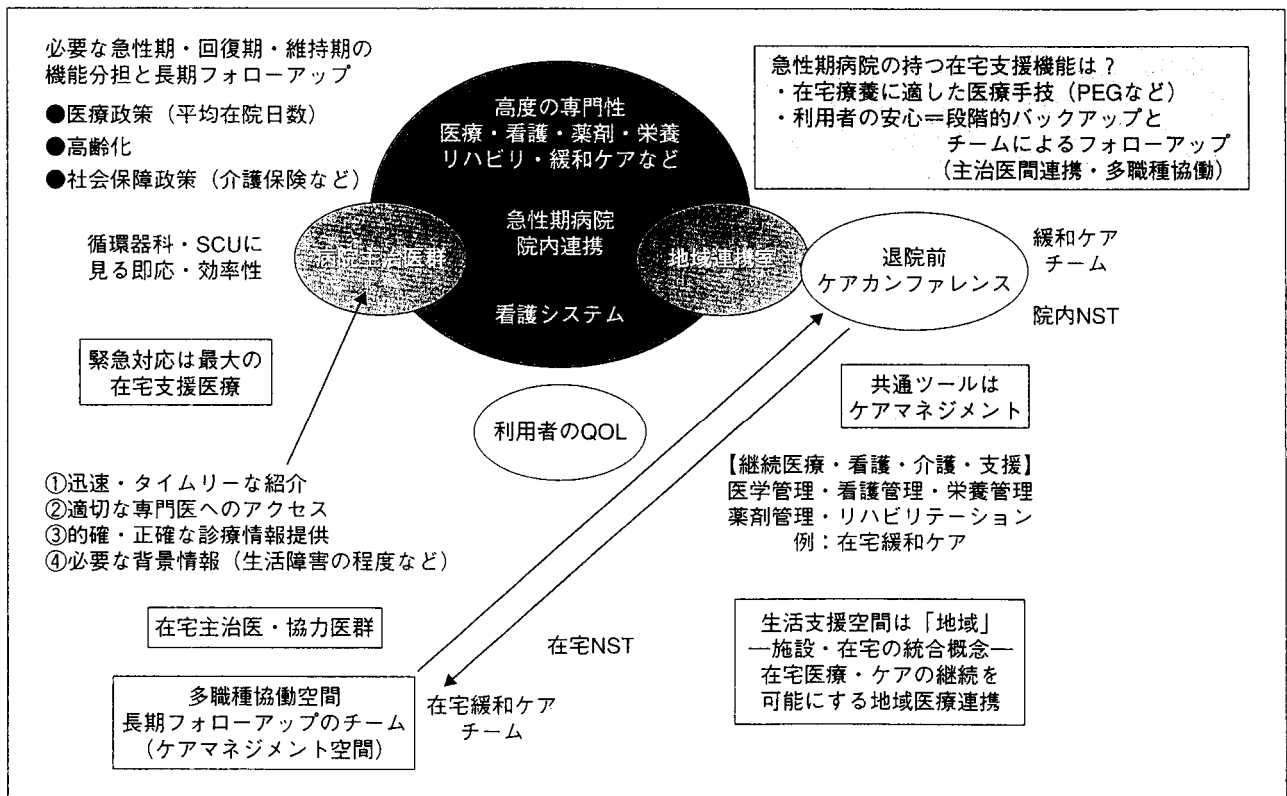 必要な急性期・回復期・維持期の
機能分担と長期フォローアップ
●医療政策（平均在院日数）
●高齢化
●社会保障政策（介護保険など）
循環器科・SCUに
見る即応・効率性
緊急対応は最大の
在宅支援医療
①迅速・タイムリーな紹介
②適切な専門医へのアクセス
③的確・正確な診療情報提供
④必要な背景情報（生活障害の程度など）
在宅主治医・協力医群
多職種協働空間
長期フォローアップのチーム
（ケアマネジメント空間）
高度の専門性
医療・看護・薬剤・栄養
リハビリ・緩和ケアなど
急性期病院
院内連携
病院主治医群
地域連携室
看護システム
利用者のQOL
在宅NST
在宅緩和ケア
チーム
急性期病院の持つ在宅支援機能は？
・在宅療養に適した医療手技（PEGなど）
・利用者の安心＝段階的バックアップと
チームによるフォローアップ
（主治医間連携・多職種協働）
退院前
ケアカンファレンス
緩和ケア
チーム
院内NST
共通ツールは
ケアマネジメント
【継続医療・看護・介護・支援】
医学管理・看護管理・栄養管理
薬剤管理・リハビリテーション
例：在宅緩和ケア
生活支援空間は「地域」
―施設・在宅の統合概念―
在宅医療・ケアの継続を
可能にする地域医療連携